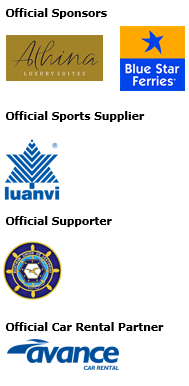 Official Sponsors
Athina
LUXURY SUITES
Blue Star
Ferries
Official Sports Supplier
luanvi
®
Official Supporter
Official Car Rental Partner
avance
CAR RENTAL